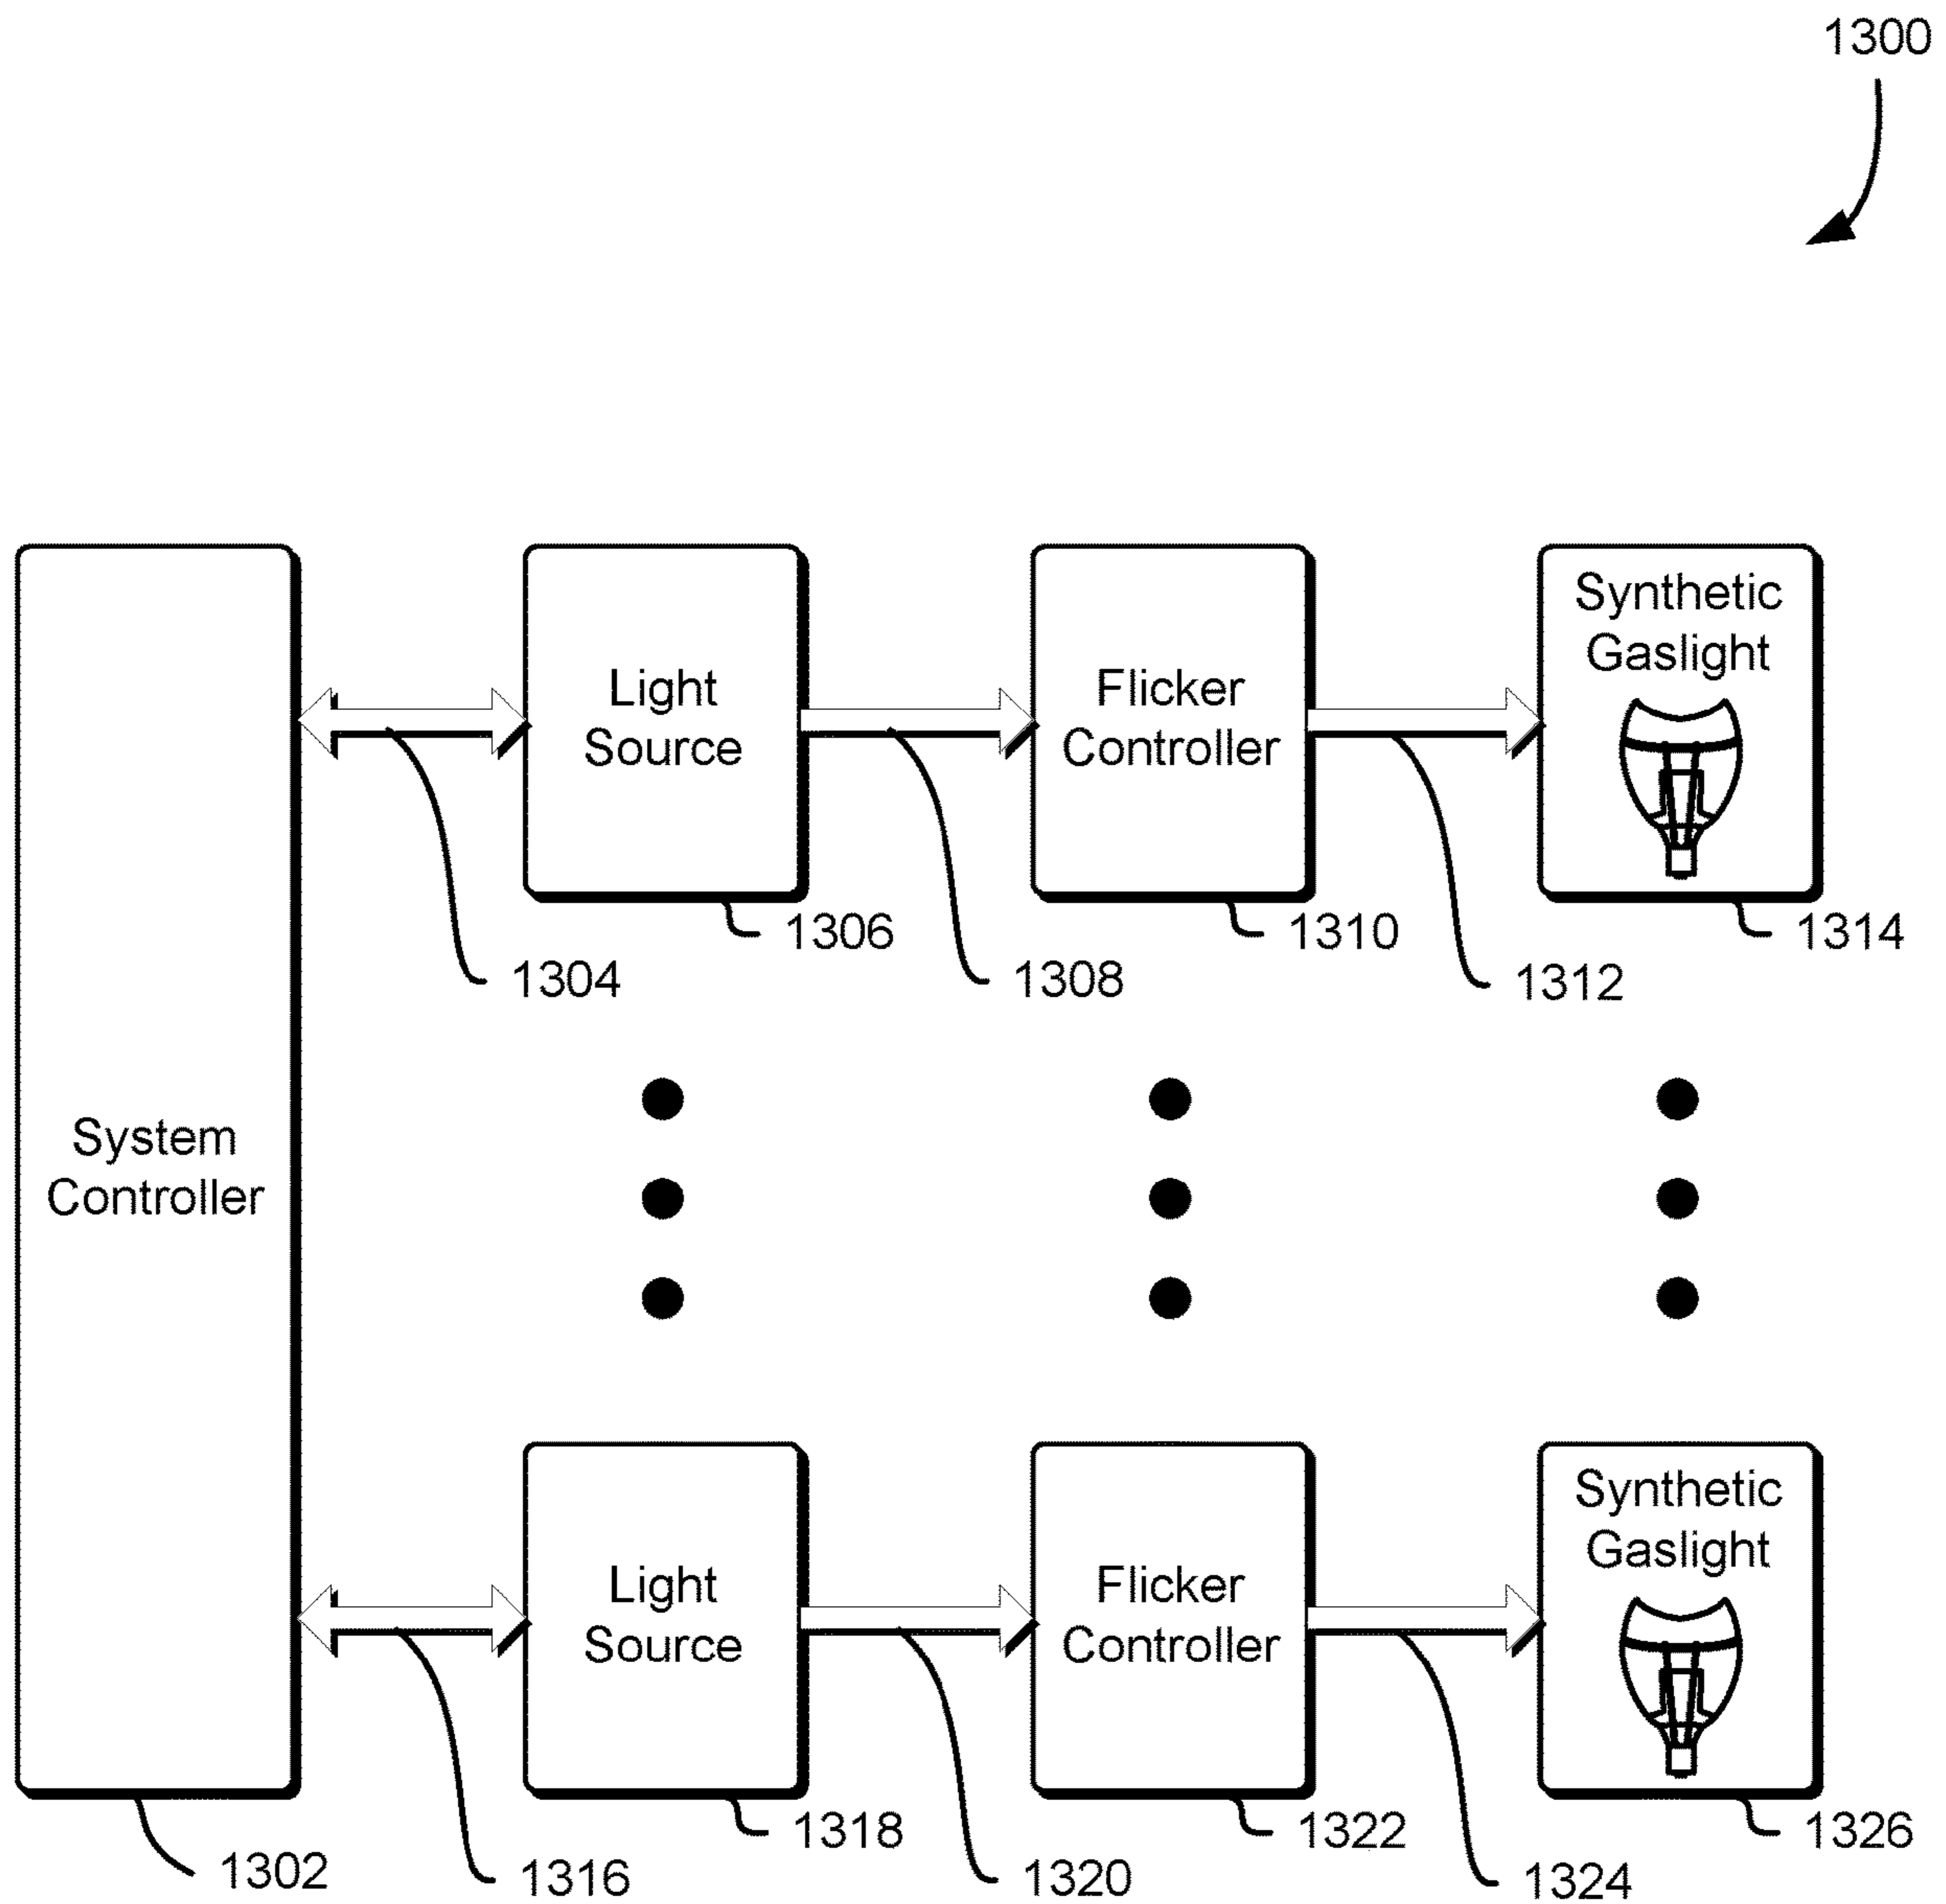 1300
Synthetic
Gaslight
Light
Source
Flicker
Controller
1306
1310
1314
1304
1308
1312
System
Controller
Synthetic
Gaslight
Light
Source
Flicker
Controller
1318
1322
1326
1302
1316
1320
1324